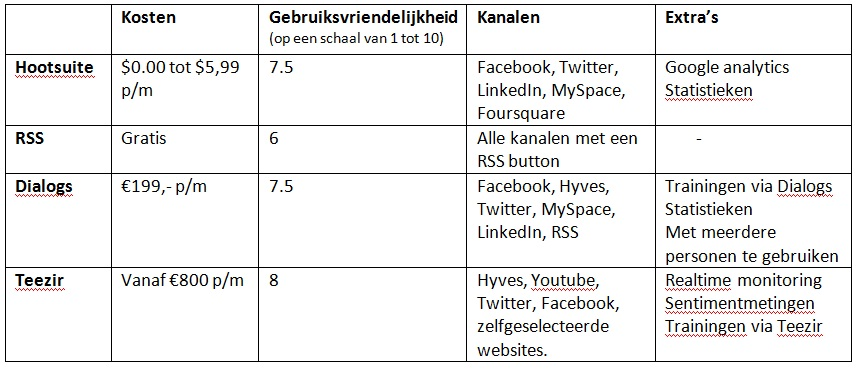 Kosten
Gebruiksvriendelijkheid
(op een schaal van 1 tot 10)
Kanalen
Extra’s
Hootsuite
$0.00 tot $5,99
p/m
7.5
Facebook, Twitter,
LinkedIn, MySpace,
Foursquare
Google analytics
Statistieken
RSS
Gratis
6
Alle kanalen met een
RSS button
-
Dialogs
€199,- p/m
7.5
Facebook, Hyves,
Twitter, MySpace,
LinkedIn, RSS
Trainingen via Dialogs
Statistieken
Met meerdere
personen te gebruiken
Teezir
Vanaf €800 p/m
8
Hyves, Youtube,
Twitter, Facebook,
zelfgeselecteerde
websites.
Realtime monitoring
Sentimentmetingen
Trainingen via Teezir